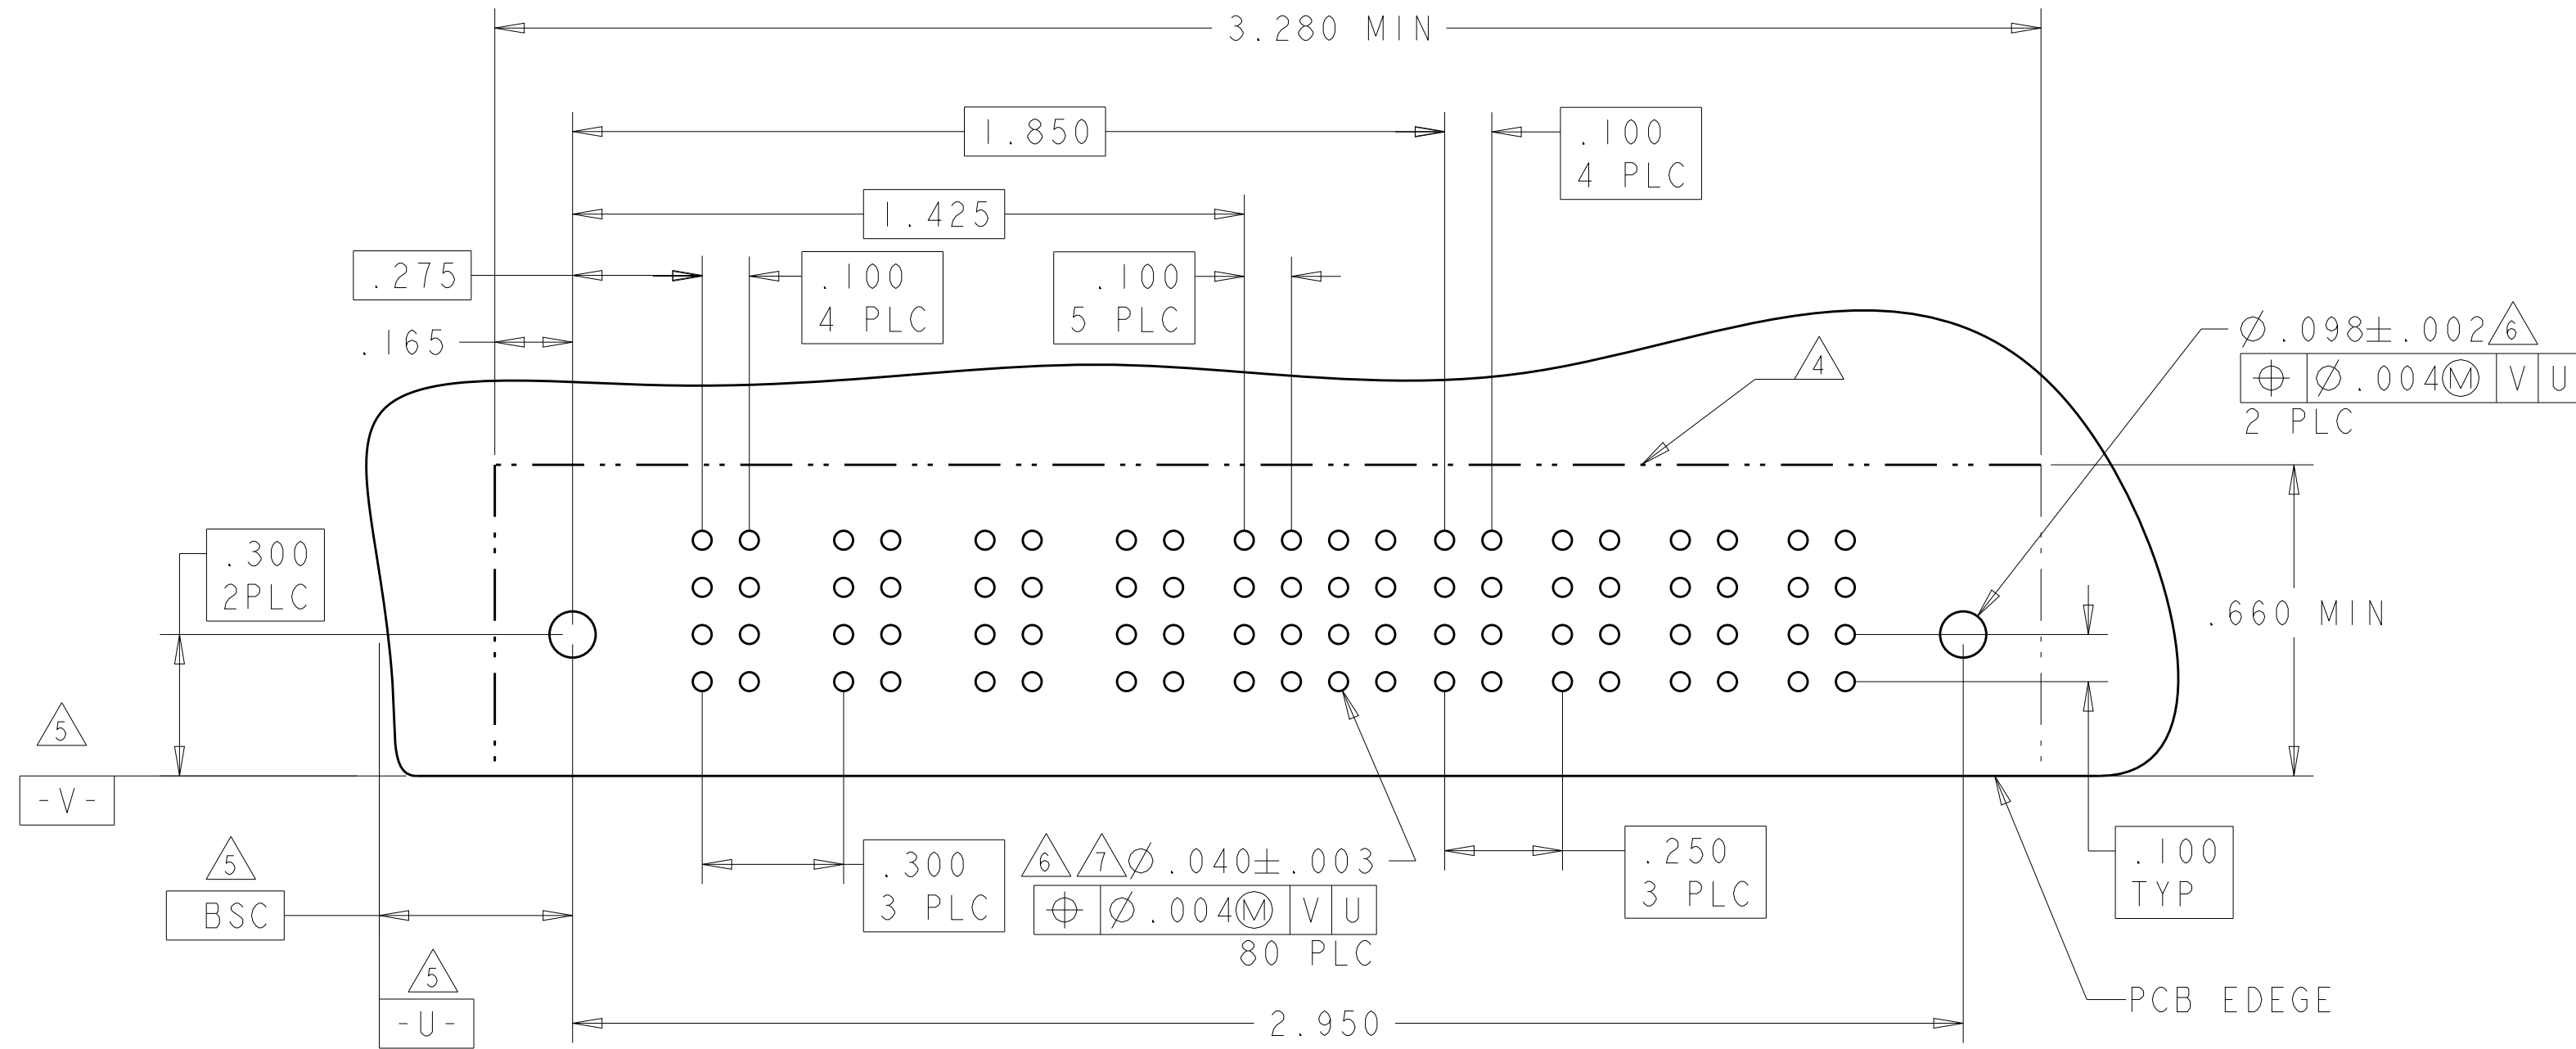 3.280 MIN
1.850
.100
4 PLC
1.425
.275
.100
4 PLC
.100
5 PLC
.165
Ø.098±.002 6
⌖ Ø.004Ⓜ V U
2 PLC
4
.300
2PLC
.660 MIN
5
-V-
5
BSC
5
-U-
.300
3 PLC
6 7 Ø.040±.003
⌖ Ø.004Ⓜ V U
80 PLC
.250
3 PLC
.100
TYP
PCB EDEGE
2.950